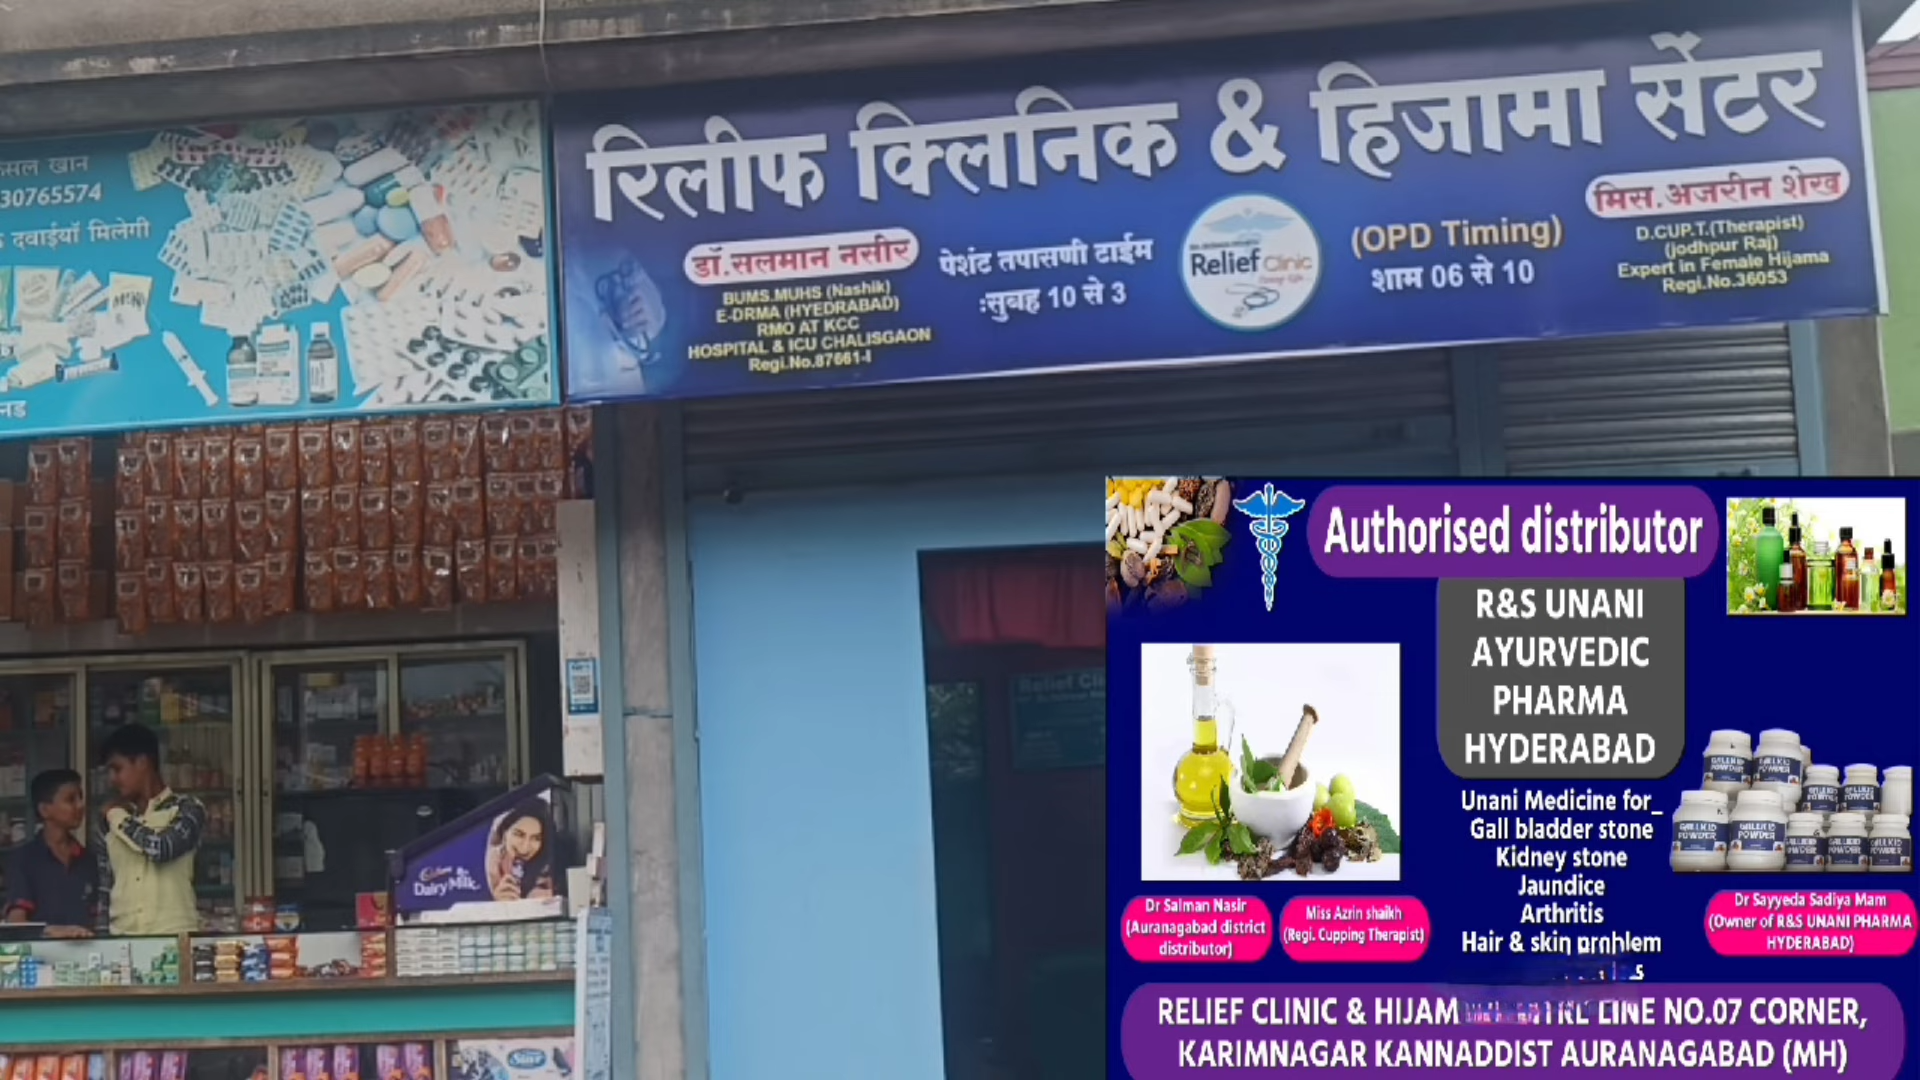 खान
30765574
दवाईयाँ मिलेगी
रिलीफ क्लिनिक & हिजामा सेंटर
डॉ.सलमान नसीर
BUMS.MUHS (Nashik)
E-DRMA (HYEDRABAD)
RMO AT KCC
HOSPITAL & ICU CHALISGAON
Regi.No.87661-I
पेशंट तपासणी टाईम
:सुबह 10 से 3
Relief Clinic
(OPD Timing)
शाम 06 से 10
मिस.अजरीन शेख
D.CUP.T.(Therapist)
(jodhpur Raj)
Expert in Female Hijama
Regi.No.36053
Cadbury
Dairy Milk
Authorised distributor
R&S UNANI
AYURVEDIC
PHARMA
HYDERABAD
Unani Medicine for_
Gall bladder stone
Kidney stone
Jaundice
Arthritis
Hair & skin problem
GALLKID
POWDER
Dr Salman Nasir
(Auranagabad district
distributor)
Miss Azrin shaikh
(Regi. Cupping Therapist)
Dr Sayyeda Sadiya Mam
(Owner of R&S UNANI PHARMA
HYDERABAD)
RELIEF CLINIC & HIJAM LINE NO.07 CORNER,
KARIMNAGAR KANNADDIST AURANAGABAD (MH)